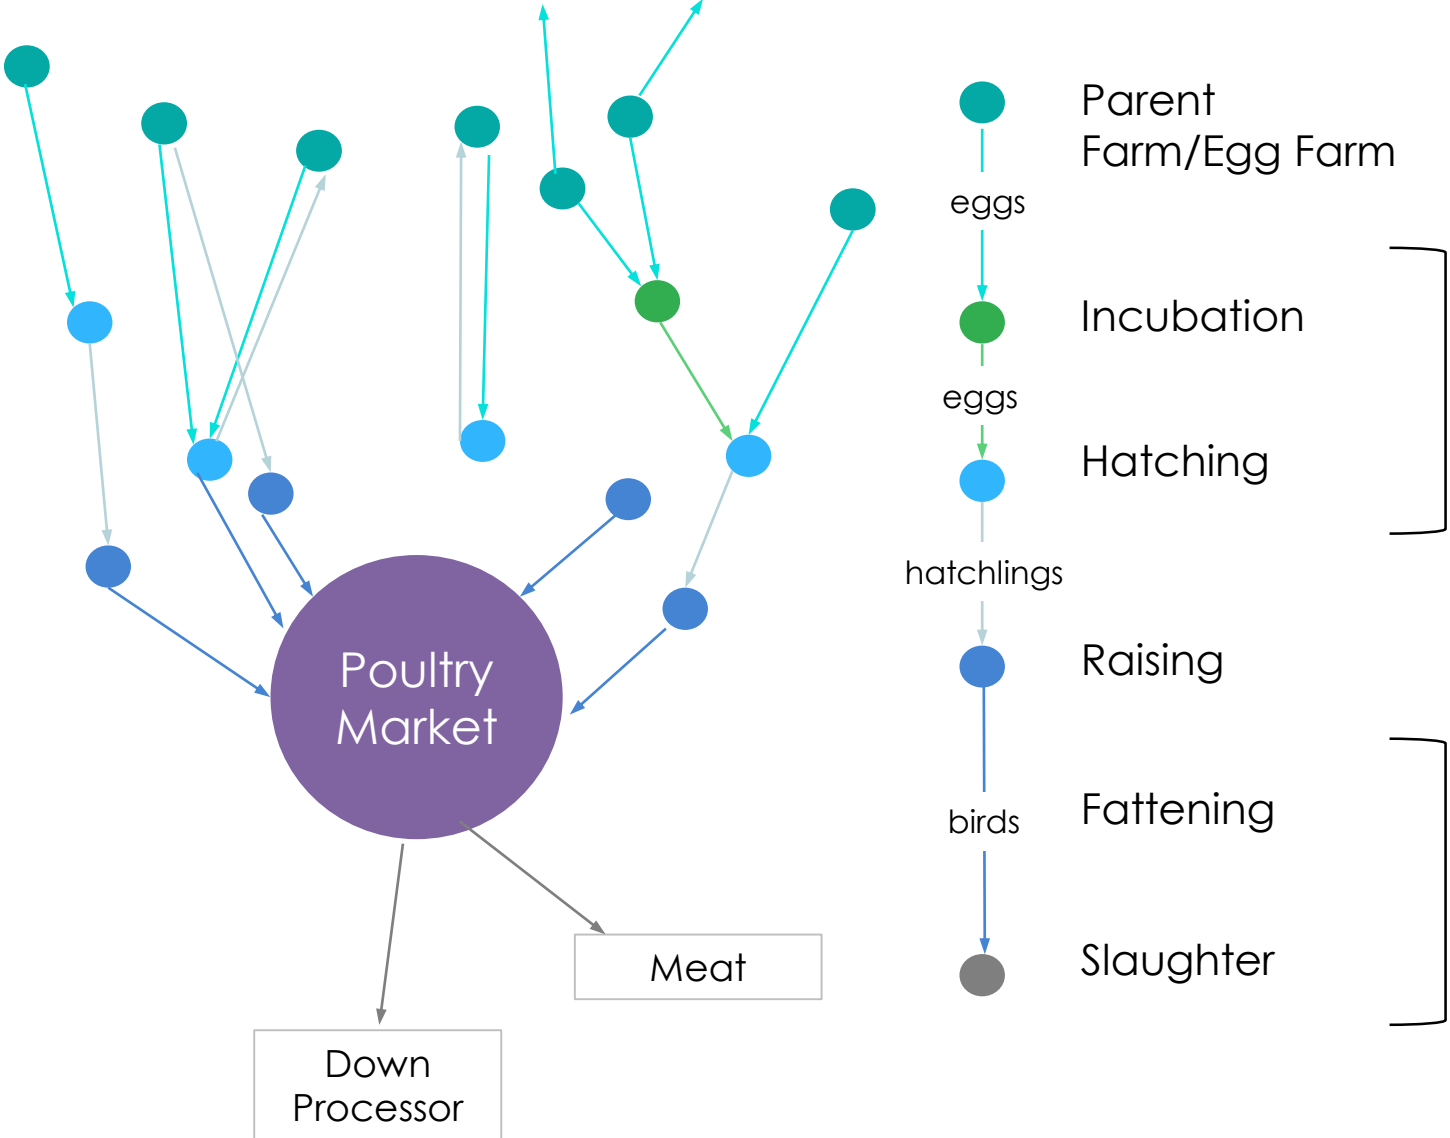 Poultry
Market
Meat
Down
Processor
Parent
Farm/Egg Farm
eggs
Incubation
eggs
Hatching
hatchlings
Raising
birds
Fattening
Slaughter